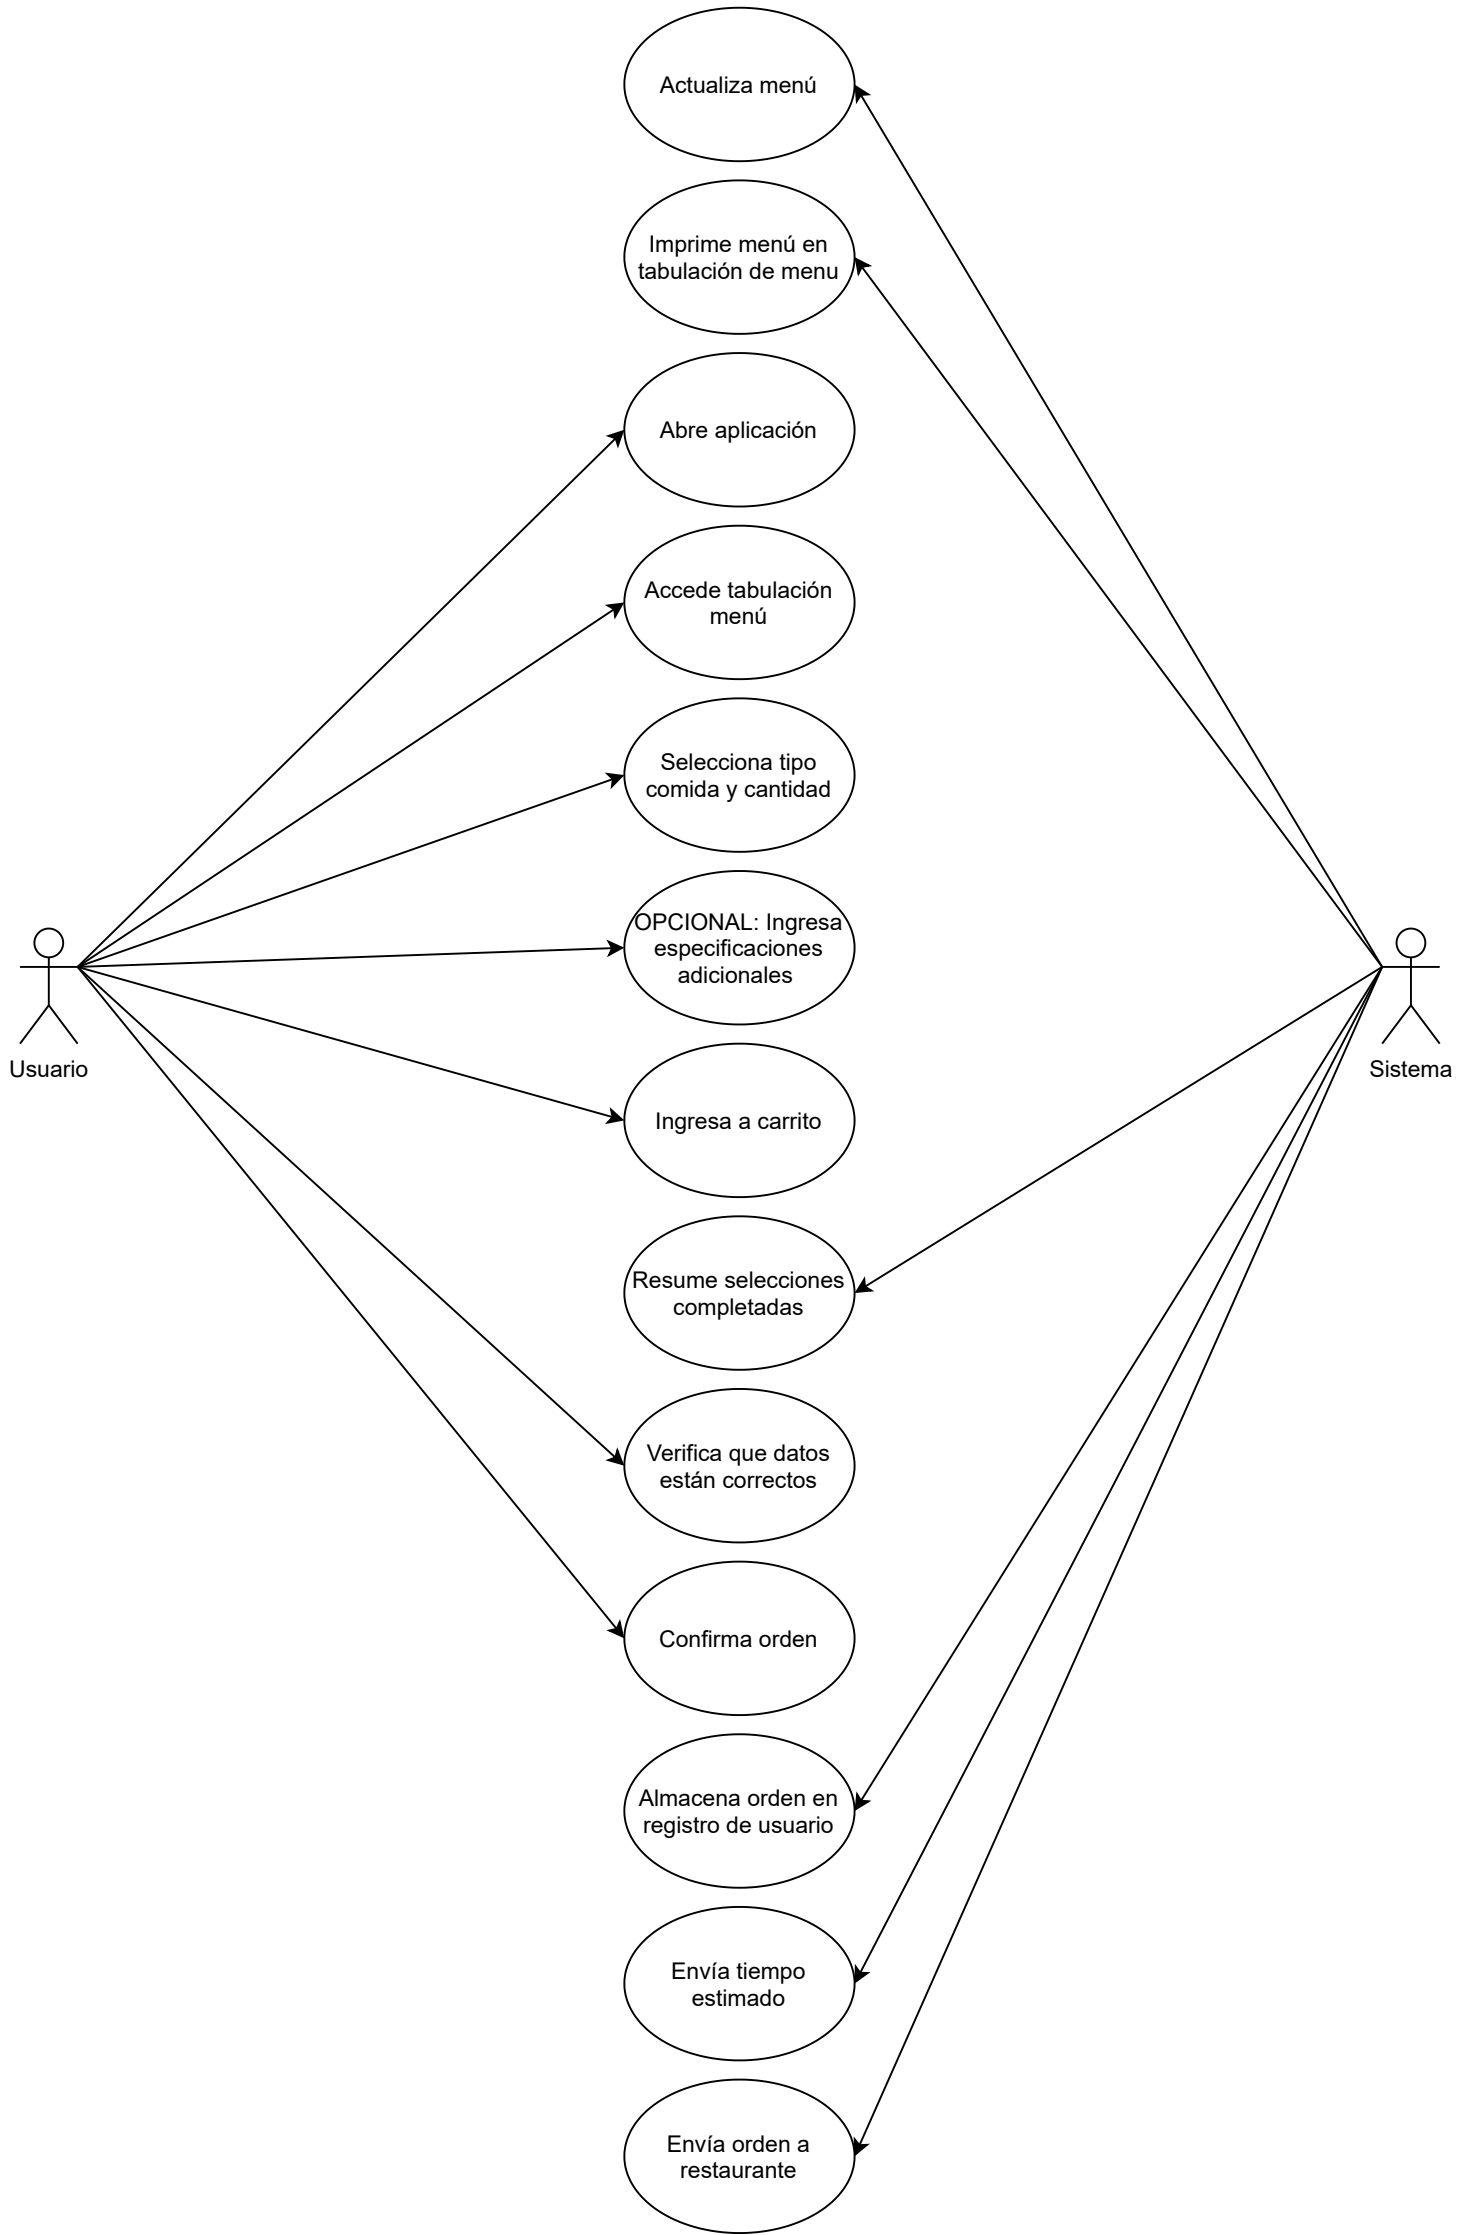 Actualiza menú
Imprime menú en
tabulación de menu
Abre aplicación
Accede tabulación
menú
Selecciona tipo
comida y cantidad
OPCIONAL: Ingresa
especificaciones
adicionales
Usuario
Sistema
Ingresa a carrito
Resume selecciones
completadas
Verifica que datos
están correctos
Confirma orden
Almacena orden en
registro de usuario
Envía tiempo
estimado
Envía orden a
restaurante